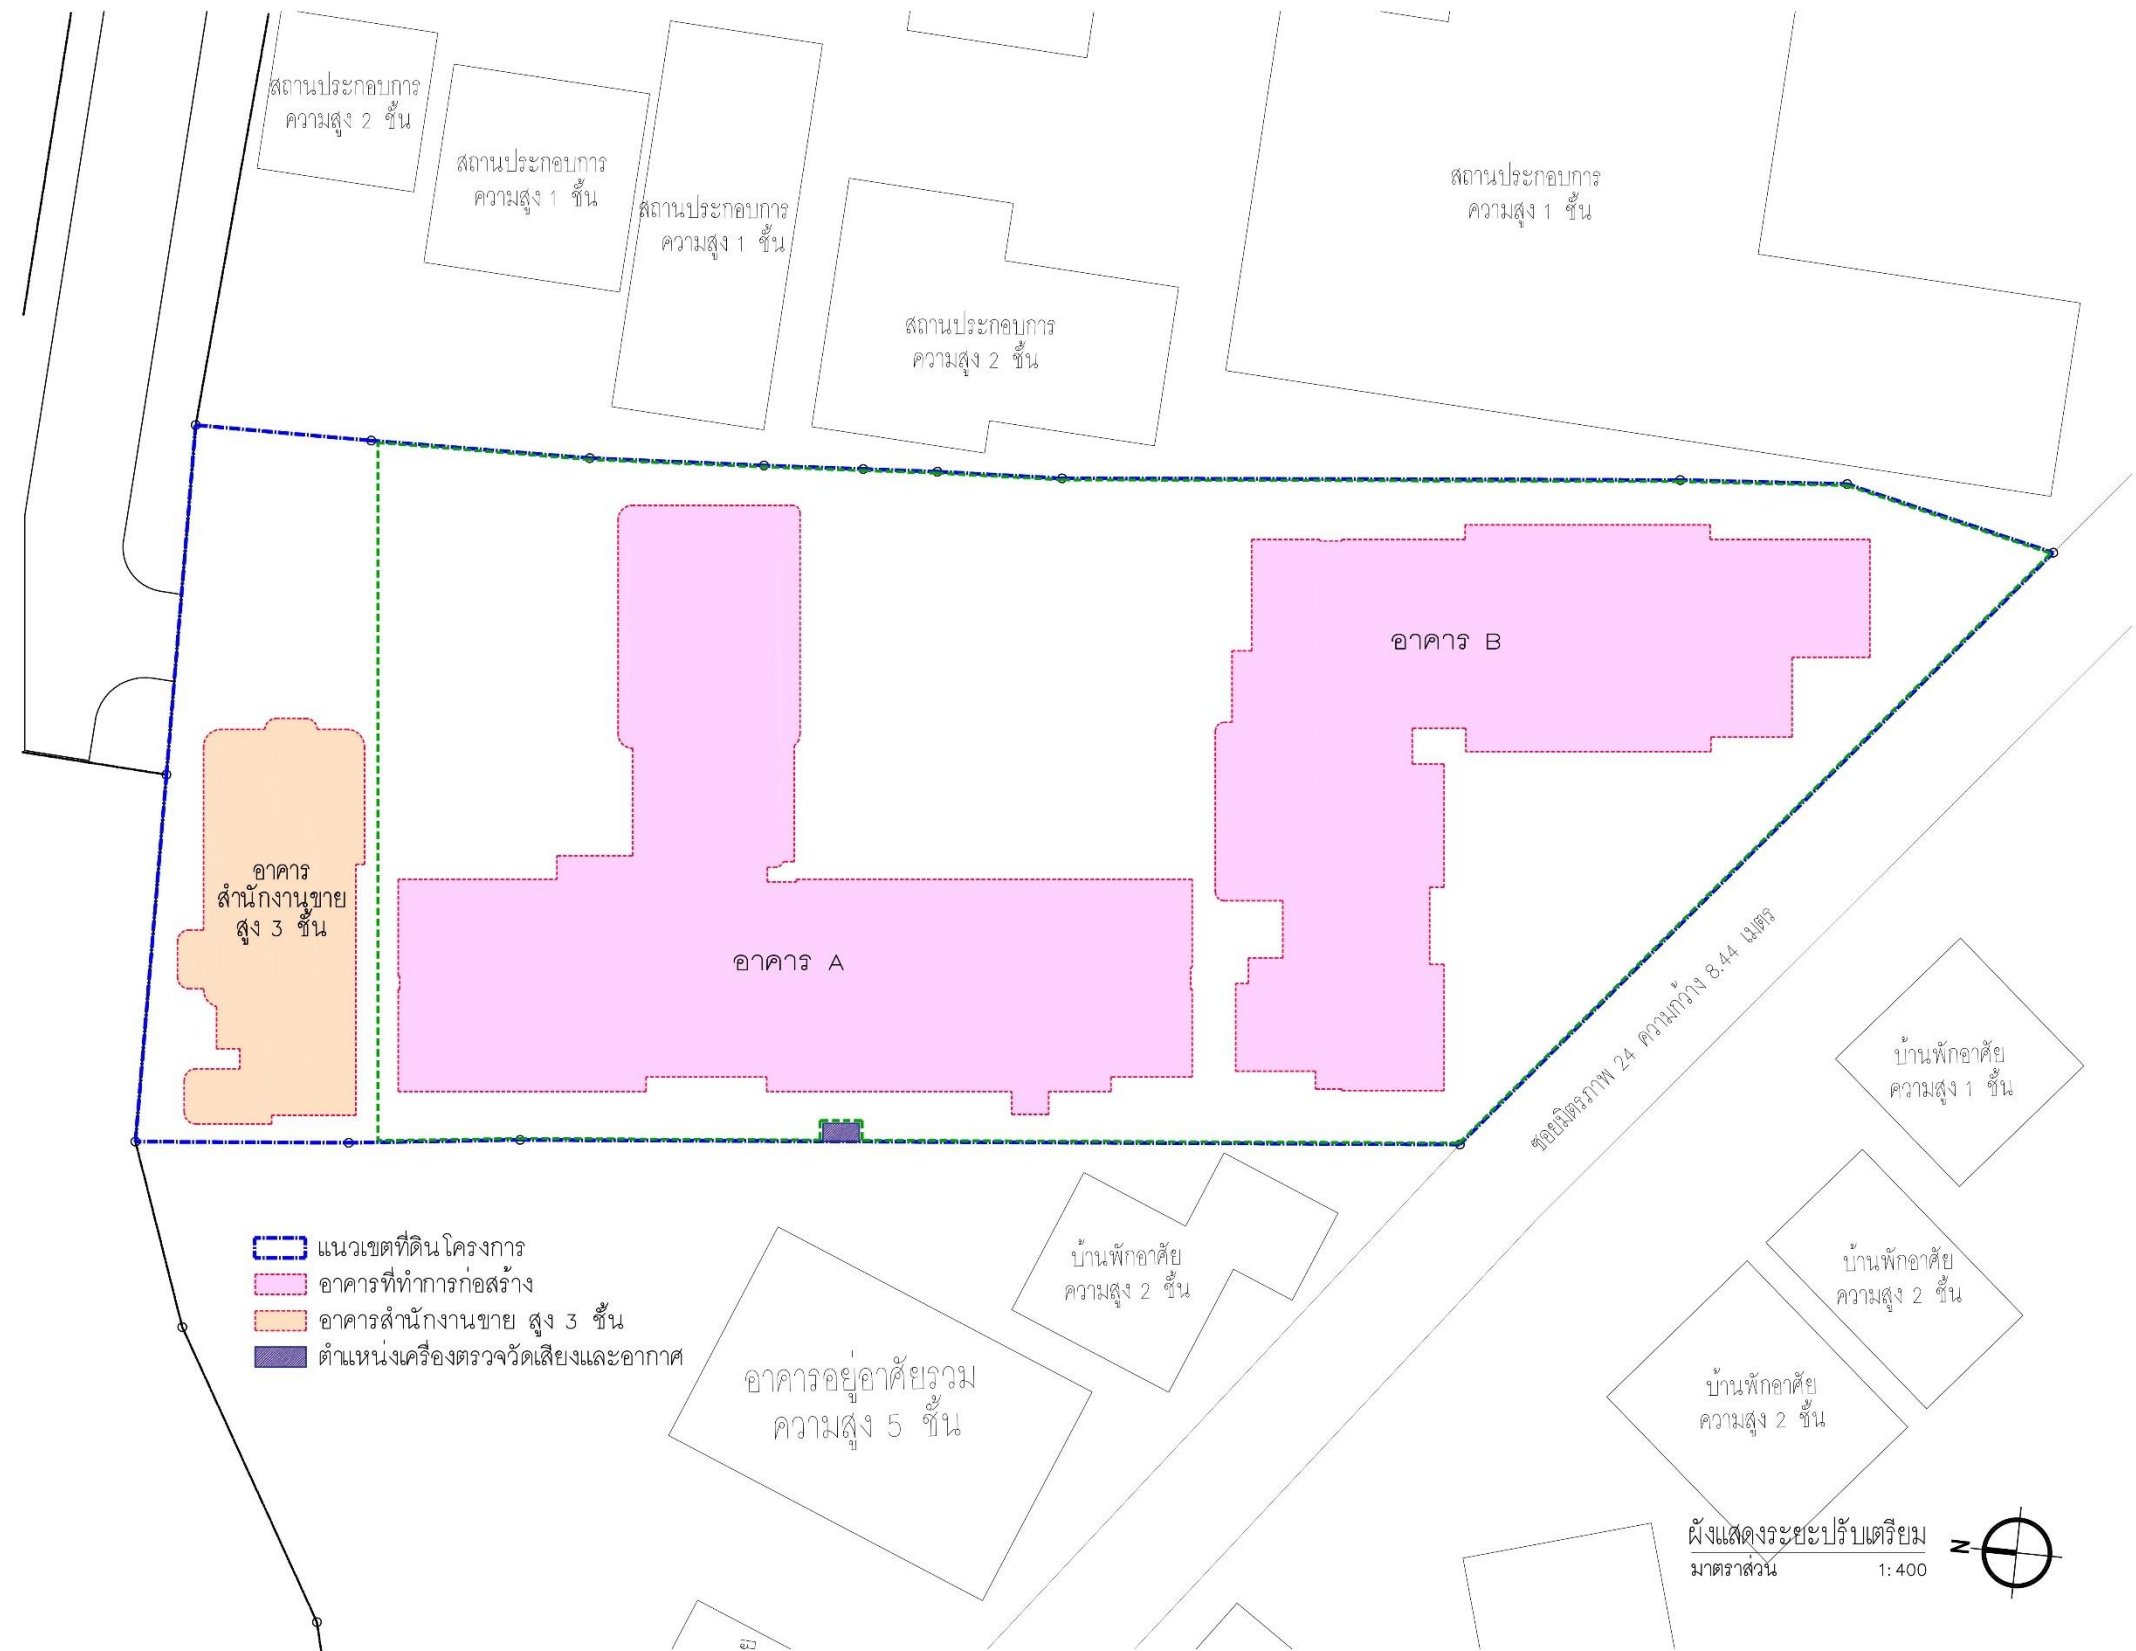 สถานประกอบการ
ความสูง 2 ชั้น
สถานประกอบการ
ความสูง 1 ชั้น
สถานประกอบการ
ความสูง 1 ชั้น
สถานประกอบการ
ความสูง 1 ชั้น
สถานประกอบการ
ความสูง 2 ชั้น
อาคาร B
อาคาร
สำนักงานขาย
สูง 3 ชั้น
อาคาร A
ซอยมิตรภาพ 24 ความกว้าง 8.44 เมตร
บ้านพักอาศัย
ความสูง 1 ชั้น
บ้านพักอาศัย
ความสูง 2 ชั้น
บ้านพักอาศัย
ความสูง 2 ชั้น
บ้านพักอาศัย
ความสูง 2 ชั้น
อาคารอยู่อาศัยรวม
ความสูง 5 ชั้น
แนวเขตที่ดินโครงการ
อาคารที่ทำการก่อสร้าง
อาคารสำนักงานขาย สูง 3 ชั้น
ตำแหน่งเครื่องตรวจวัดเสียงและอากาศ
ผังแสดงระยะปรับเตรียม
มาตราส่วน 1:400
N